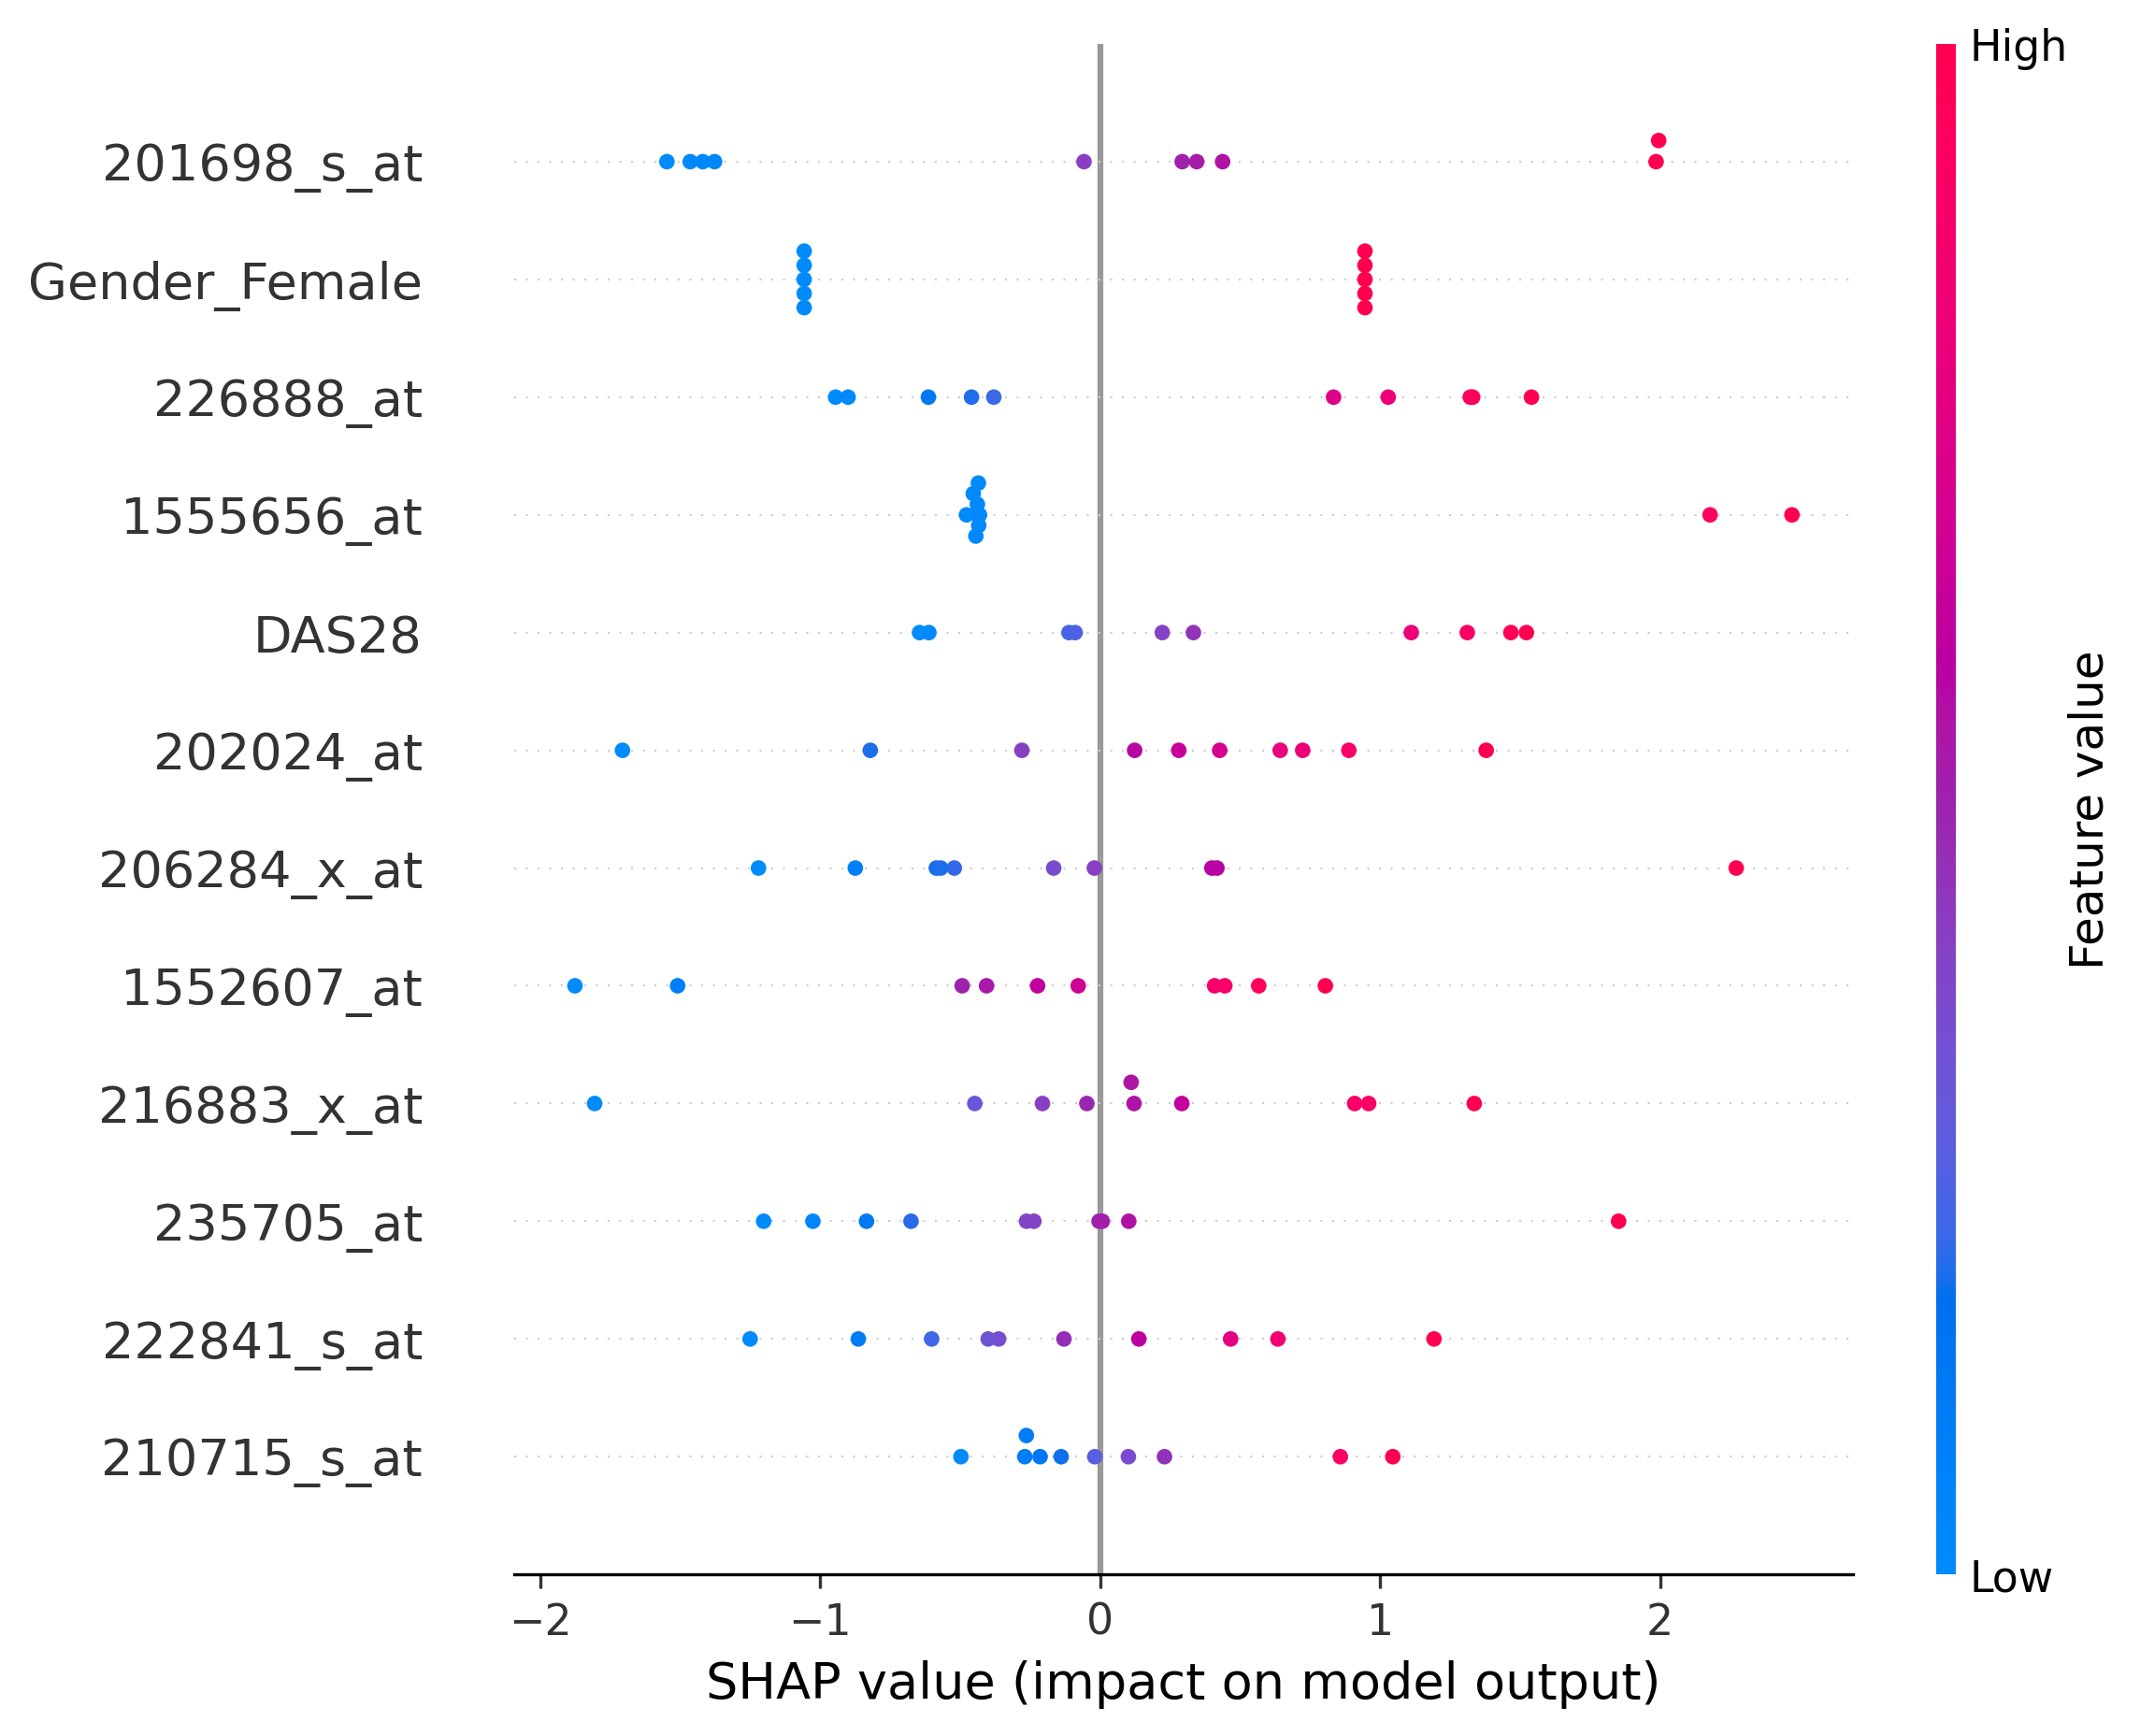 High
201698_s_at
Gender_Female
226888_at
1555656_at
DAS28
202024_at
206284_x_at
1552607_at
216883_x_at
235705_at
222841_s_at
210715_s_at
Feature value
Low
−2 −1 0 1 2
SHAP value (impact on model output)